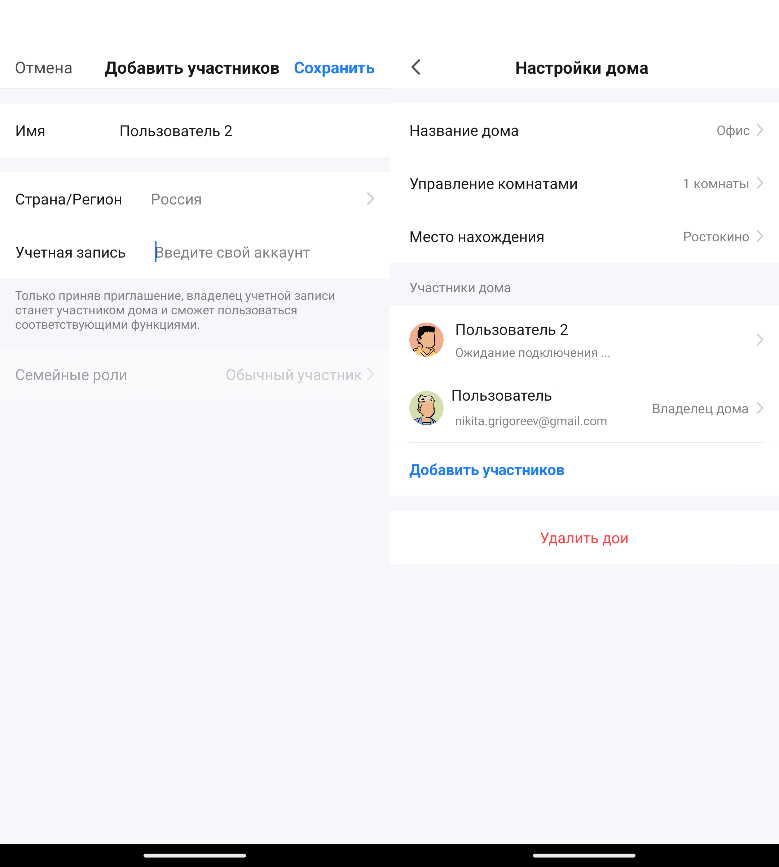 Отмена Добавить участников Сохранить
Имя Пользователь 2
Страна/Регион Россия
Учетная запись Введите свой аккаунт
Только приняв приглашение, владелец учетной записи
станет участником дома и сможет пользоваться
соответствующими функциями.
Семейные роли Обычный участник
Настройки дома
Название дома Офис
Управление комнатами 1 комнаты
Место нахождения Ростокино
Участники дома
Пользователь 2
Ожидание подключения ...
Пользователь
nikita.grigoreev@gmail.com Владелец дома
Добавить участников
Удалить дои